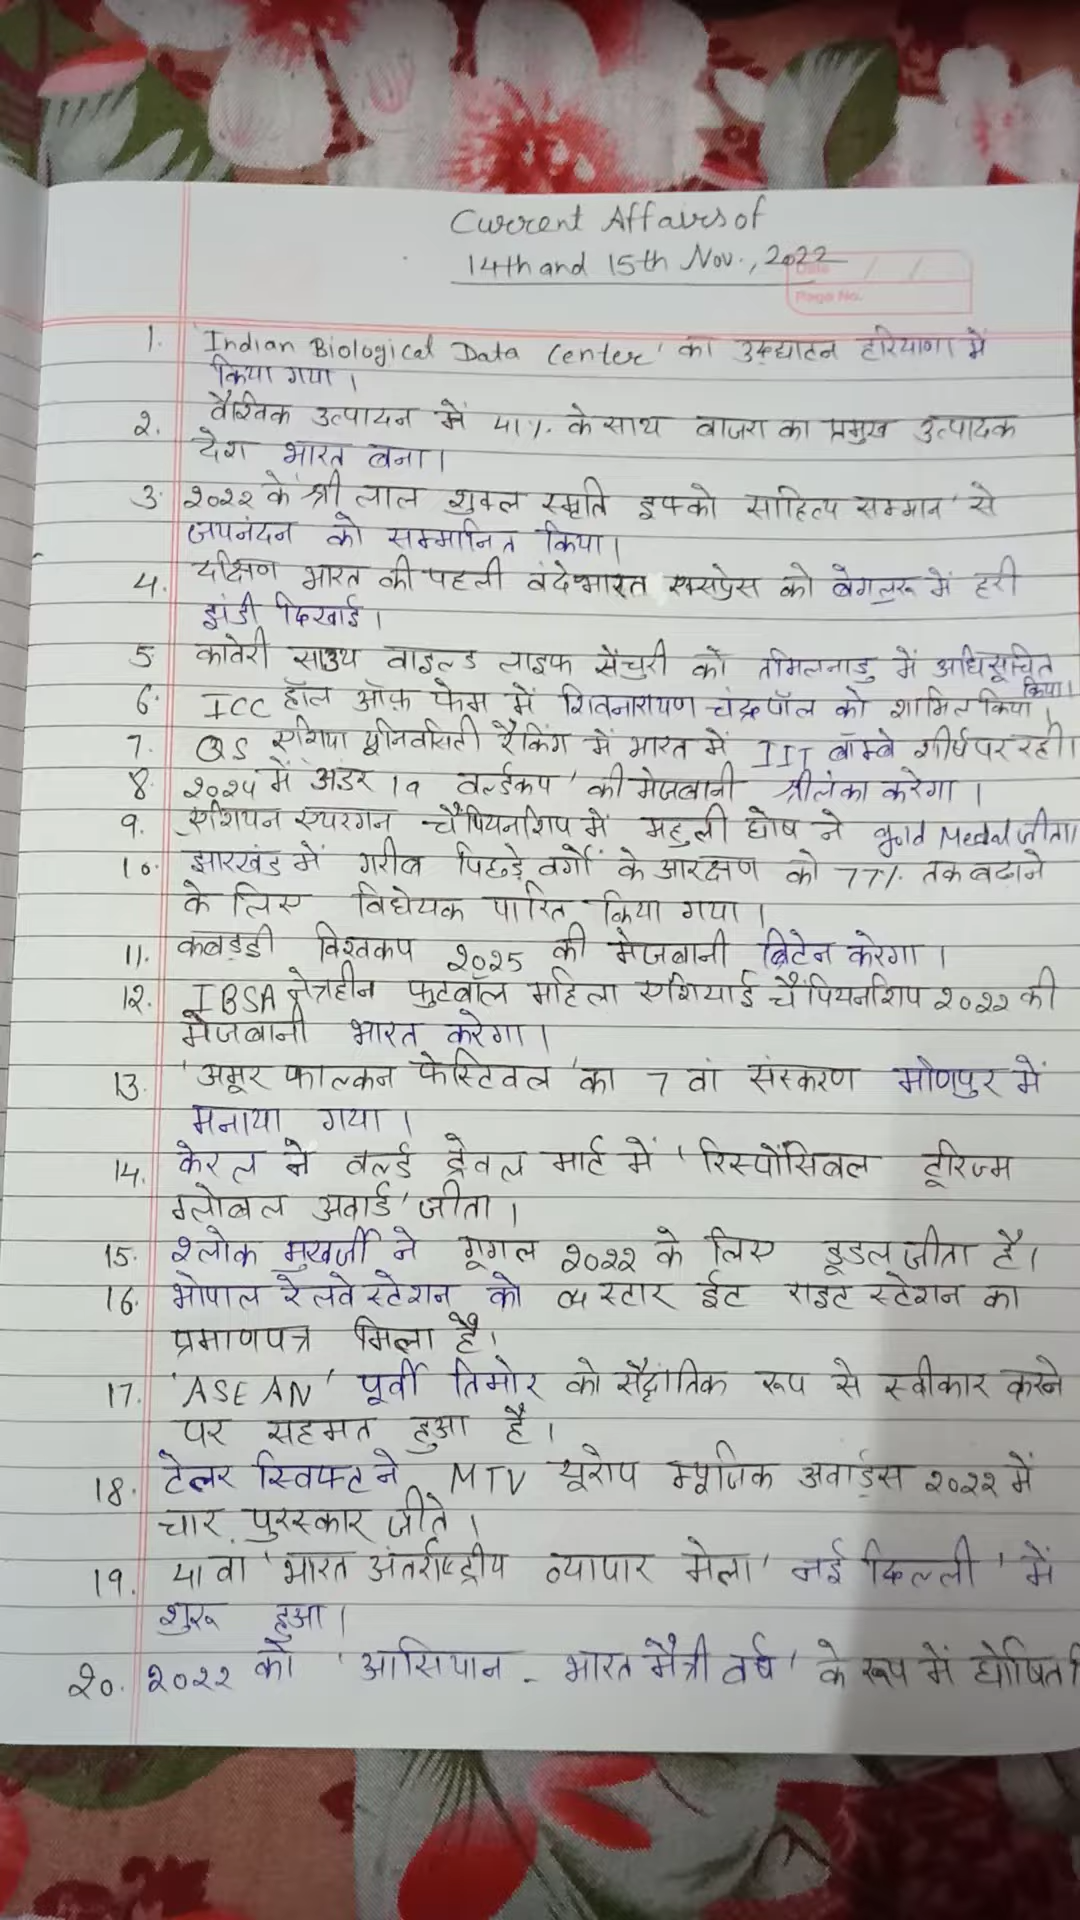 Current Affairs of
14th and 15th Nov., 2022
Date / /
Page No.
1. 'Indian Biological Data Center' का उद्घाटन हरियाणा में
किया गया।
2. वैश्विक उत्पादन में 41% के साथ बाजरा का प्रमुख उत्पादक
देश भारत बना।
3. 2022 के 'श्री लाल शुक्ल स्मृति इफ्को साहित्य सम्मान' से
जयनंदन को सम्मानित किया।
4. दक्षिण भारत की पहली वंदेभारत एक्सप्रेस को बेंगलुरू में हरी
झंडी दिखाई।
5. कावेरी साउथ वाइल्ड लाइफ सेंचुरी को तमिलनाडु में अधिसूचित
किया।
6. ICC हॉल ऑफ़ फेम में शिवनारायण चंद्रपॉल को शामिल किया।
7. QS एशिया यूनिवर्सिटी रैंकिंग में भारत में IIT बॉम्बे शीर्ष पर रही।
8. 2024 में 'अंडर 19 वर्ल्डकप' की मेजबानी श्रीलंका करेगा।
9. एशियन एयरगन चैंपियनशिप में महुली घोष ने Gold Medal जीता।
10. झारखंड में गरीब पिछड़े वर्गों के आरक्षण को 77% तक बढ़ाने
के लिए विधेयक पारित किया गया।
11. कबड्डी विश्वकप 2025 की मेजबानी ब्रिटेन करेगा।
12. IBSA नेत्रहीन फुटबॉल महिला एशियाई चैंपियनशिप 2022 की
मेजबानी भारत करेगा।
13. 'अमूर फाल्कन फेस्टिवल' का 7 वां संस्करण मणिपुर में
मनाया गया।
14. केरल ने वर्ल्ड ट्रेवल मार्ट में 'रिस्पोंसिबल टूरिज्म
ग्लोबल अवार्ड' जीता।
15. श्लोक मुखर्जी ने गूगल 2022 के लिए डूडल जीता है।
16. भोपाल रेलवे स्टेशन को 4 स्टार ईट राइट स्टेशन का
प्रमाणपत्र मिला है।
17. 'ASEAN' पूर्वी तिमोर को सैद्धांतिक रूप से स्वीकार करने
पर सहमत हुआ है।
18. टेलर स्विफ्ट ने MTV यूरोप म्यूजिक अवार्ड्स 2022 में
चार पुरस्कार जीते।
19. 41वां 'भारत अंतर्राष्ट्रीय व्यापार मेला' नई दिल्ली' में
शुरू हुआ।
20. 2022 को 'आसियान - भारत मैत्री वर्ष' के रूप में घोषित